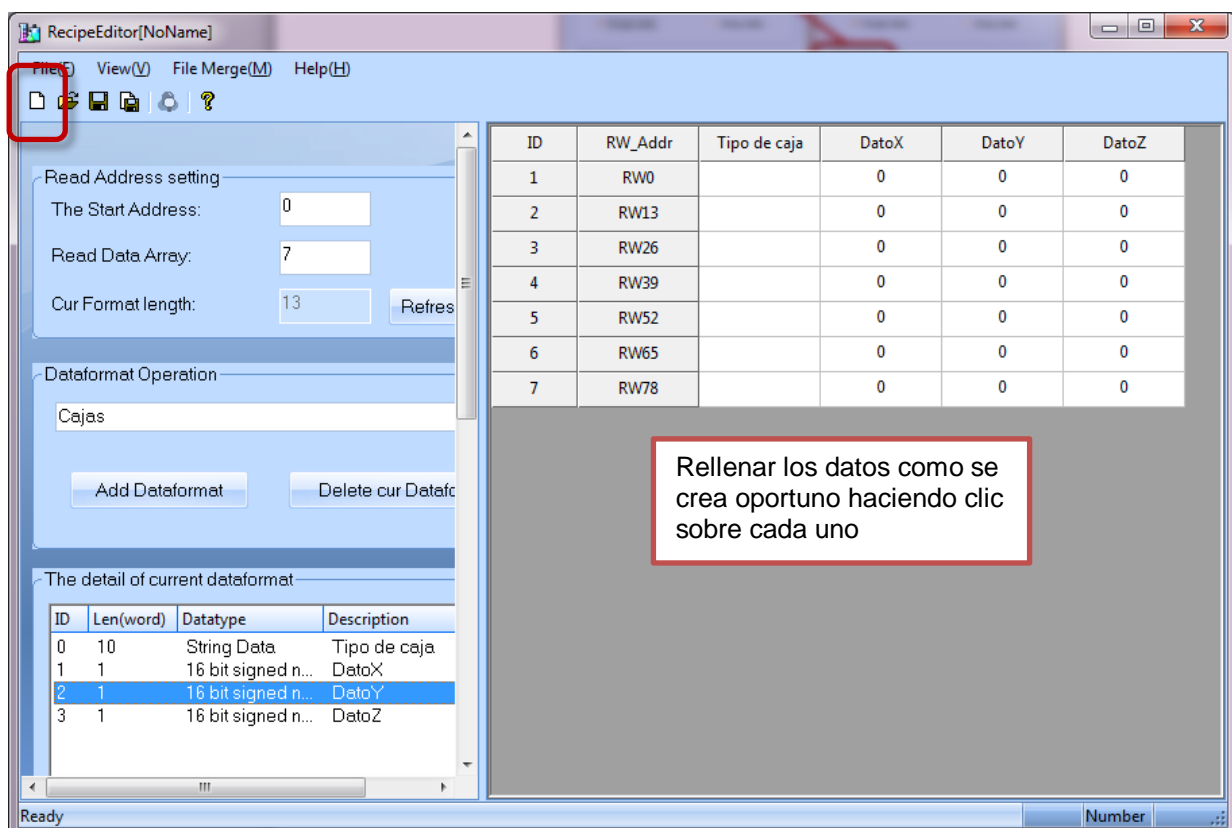 RecipeEditor[NoName]
File(F) View(V) File Merge(M) Help(H)
Read Address setting
The Start Address: 0
Read Data Array: 7
Cur Format length: 13 Refres
Dataformat Operation
Cajas
Add Dataformat Delete cur Datafo
The detail of current dataformat
ID Len(word) Datatype Description
0 10 String Data Tipo de caja
1 1 16 bit signed n... DatoX
2 1 16 bit signed n... DatoY
3 1 16 bit signed n... DatoZ
ID RW_Addr Tipo de caja DatoX DatoY DatoZ
1 RW0 0 0 0
2 RW13 0 0 0
3 RW26 0 0 0
4 RW39 0 0 0
5 RW52 0 0 0
6 RW65 0 0 0
7 RW78 0 0 0
Rellenar los datos como se
crea oportuno haciendo clic
sobre cada uno
Ready Number